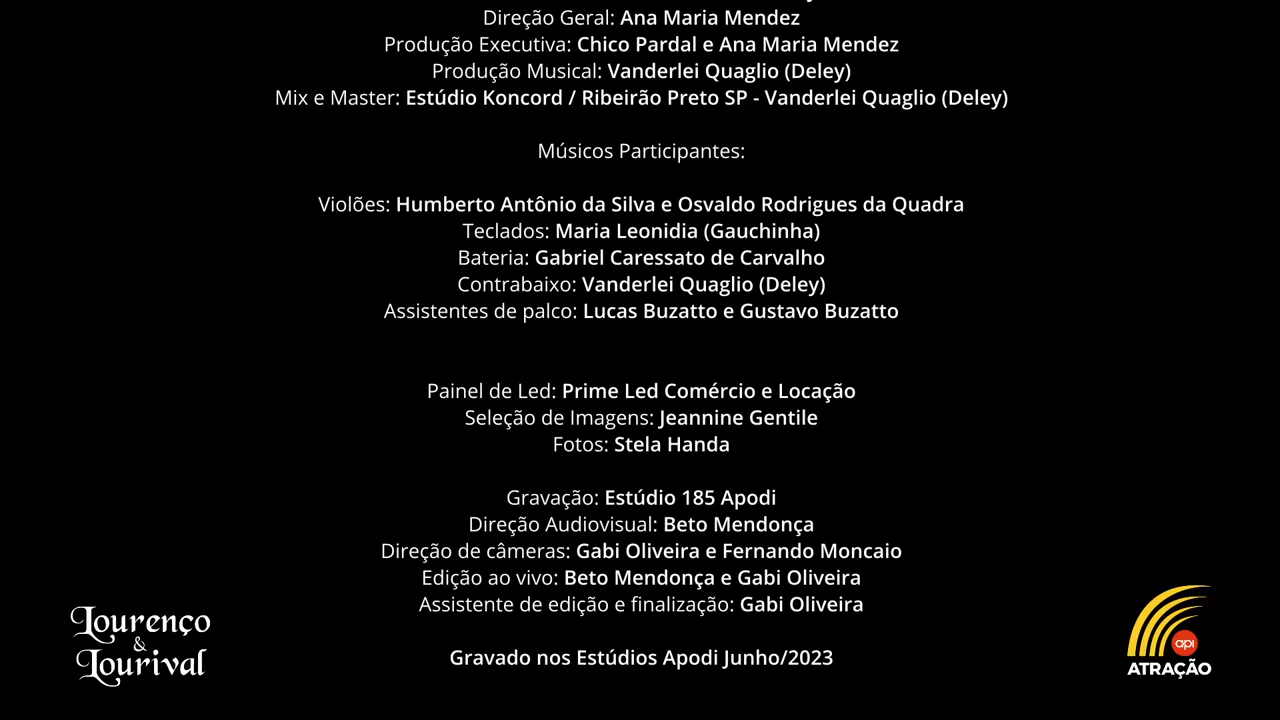 Direção Geral: Ana Maria Mendez
Produção Executiva: Chico Pardal e Ana Maria Mendez
Produção Musical: Vanderlei Quaglio (Deley)
Mix e Master: Estúdio Koncord / Ribeirão Preto SP - Vanderlei Quaglio (Deley)
Músicos Participantes:
Violões: Humberto Antônio da Silva e Osvaldo Rodrigues da Quadra
Teclados: Maria Leonidia (Gauchinha)
Bateria: Gabriel Caressato de Carvalho
Contrabaixo: Vanderlei Quaglio (Deley)
Assistentes de palco: Lucas Buzatto e Gustavo Buzatto
Painel de Led: Prime Led Comércio e Locação
Seleção de Imagens: Jeannine Gentile
Fotos: Stela Handa
Gravação: Estúdio 185 Apodi
Direção Audiovisual: Beto Mendonça
Direção de câmeras: Gabi Oliveira e Fernando Moncaio
Edição ao vivo: Beto Mendonça e Gabi Oliveira
Assistente de edição e finalização: Gabi Oliveira
Gravado nos Estúdios Apodi Junho/2023
Lourenço
&
Lourival
api
ATRAÇÃO